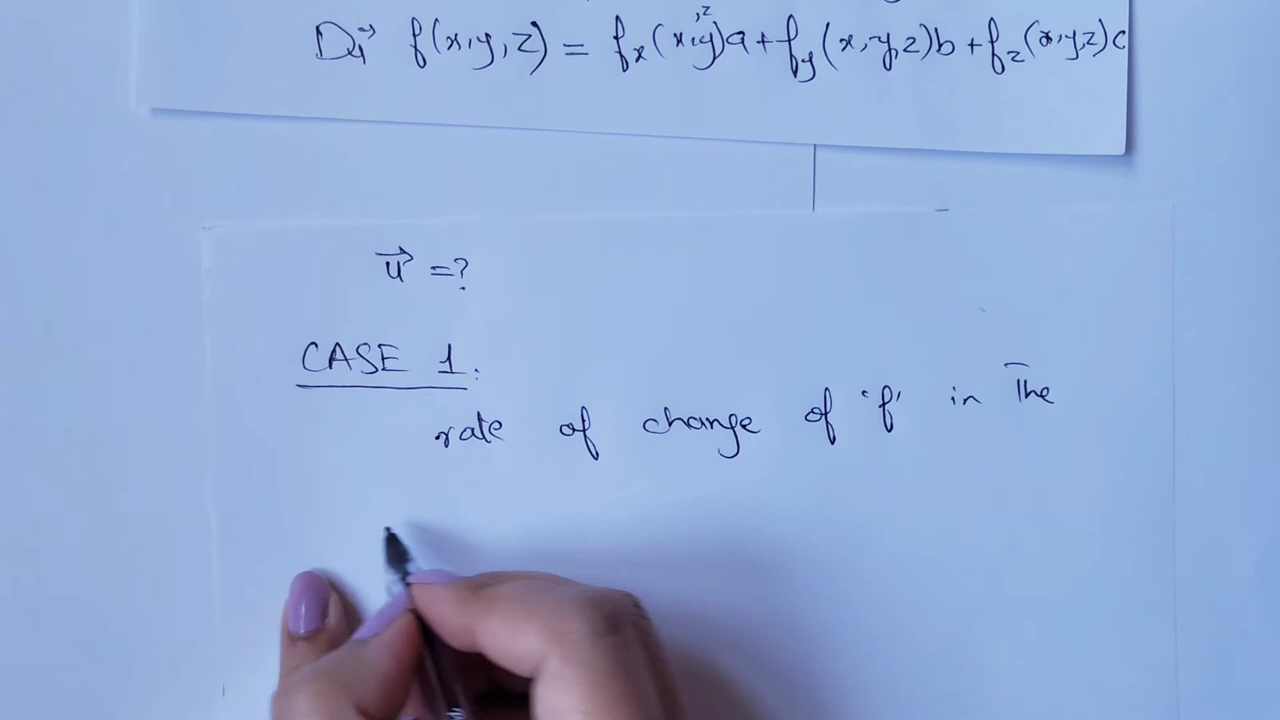 D_u⃗ f(x,y,z) = f_x(x,y,z)a + f_y(x,y,z)b + f_z(x,y,z)c
u⃗ = ?
CASE 1:
rate of change of 'f' in The